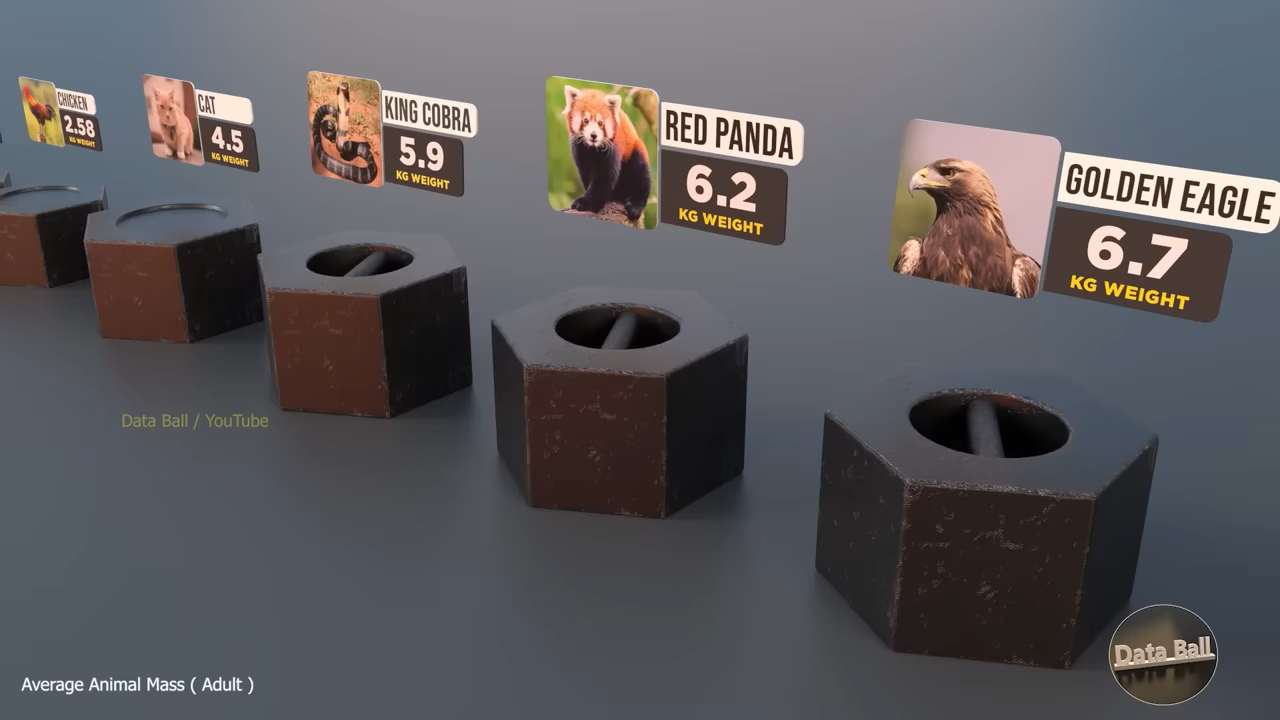 CHICKEN
2.58
KG WEIGHT
CAT
4.5
KG WEIGHT
KING COBRA
5.9
KG WEIGHT
RED PANDA
6.2
KG WEIGHT
GOLDEN EAGLE
6.7
KG WEIGHT
Data Ball / YouTube
Data Ball
Average Animal Mass ( Adult )